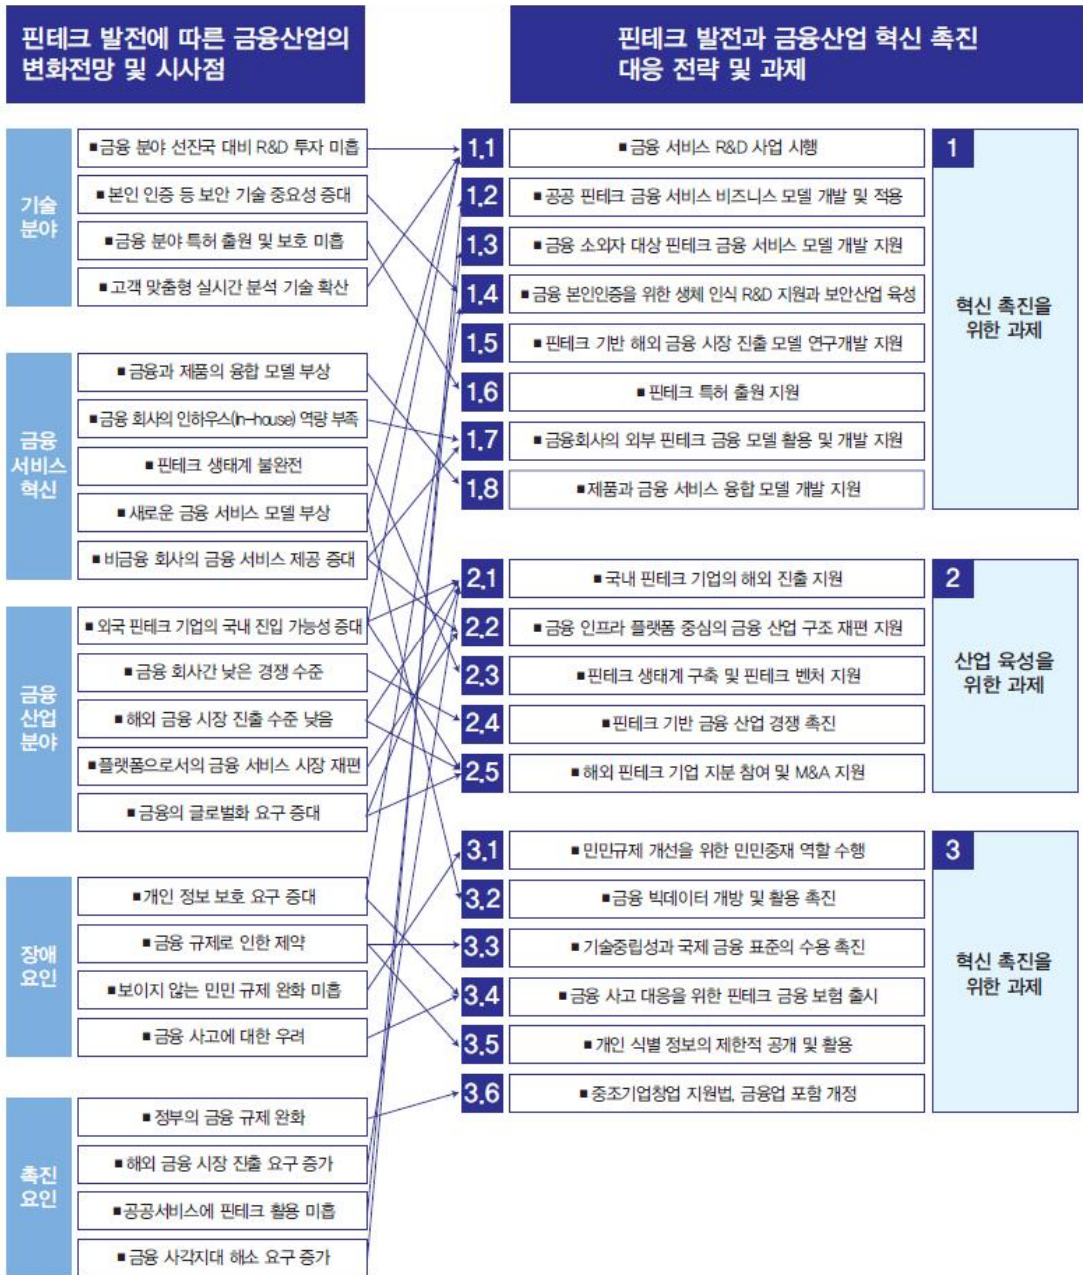 핀테크 발전에 따른 금융산업의
변화전망 및 시사점
핀테크 발전과 금융산업 혁신 촉진
대응 전략 및 과제
기술
분야
■ 금융 분야 선진국 대비 R&D 투자 미흡
■ 본인 인증 등 보안 기술 중요성 증대
■ 금융 분야 특허 출원 및 보호 미흡
■ 고객 맞춤형 실시간 분석 기술 확산
금융
서비스
혁신
■ 금융과 제품의 융합 모델 부상
■ 금융 회사의 인하우스(in-house) 역량 부족
■ 핀테크 생태계 불완전
■ 새로운 금융 서비스 모델 부상
■ 비금융 회사의 금융 서비스 제공 증대
금융
산업
분야
■ 외국 핀테크 기업의 국내 진입 가능성 증대
■ 금융 회사간 낮은 경쟁 수준
■ 해외 금융 시장 진출 수준 낮음
■ 플랫폼으로서의 금융 서비스 시장 재편
■ 금융의 글로벌화 요구 증대
장애
요인
■ 개인 정보 보호 요구 증대
■ 금융 규제로 인한 제약
■ 보이지 않는 민민 규제 완화 미흡
■ 금융 사고에 대한 우려
촉진
요인
■ 정부의 금융 규제 완화
■ 해외 금융 시장 진출 요구 증가
■ 공공서비스에 핀테크 활용 미흡
■ 금융 사각지대 해소 요구 증가
1.1 ■ 금융 서비스 R&D 사업 시행
1.2 ■ 공공 핀테크 금융 서비스 비즈니스 모델 개발 및 적용
1.3 ■ 금융 소외자 대상 핀테크 금융 서비스 모델 개발 지원
1.4 ■ 금융 본인인증을 위한 생체 인식 R&D 지원과 보안산업 육성
1.5 ■ 핀테크 기반 해외 금융 시장 진출 모델 연구개발 지원
1.6 ■ 핀테크 특허 출원 지원
1.7 ■ 금융회사의 외부 핀테크 금융 모델 활용 및 개발 지원
1.8 ■ 제품과 금융 서비스 융합 모델 개발 지원
1
혁신 촉진을
위한 과제
2.1 ■ 국내 핀테크 기업의 해외 진출 지원
2.2 ■ 금융 인프라 플랫폼 중심의 금융 산업 구조 재편 지원
2.3 ■ 핀테크 생태계 구축 및 핀테크 벤처 지원
2.4 ■ 핀테크 기반 금융 산업 경쟁 촉진
2.5 ■ 해외 핀테크 기업 지분 참여 및 M&A 지원
2
산업 육성을
위한 과제
3.1 ■ 민만규제 개선을 위한 민민중재 역할 수행
3.2 ■ 금융 빅데이터 개방 및 활용 촉진
3.3 ■ 기술중립성과 국제 금융 표준의 수용 촉진
3.4 ■ 금융 사고 대응을 위한 핀테크 금융 보험 출시
3.5 ■ 개인 식별 정보의 제한적 공개 및 활용
3.6 ■ 중조기업창업 지원법, 금융업 포함 개정
3
혁신 촉진을
위한 과제